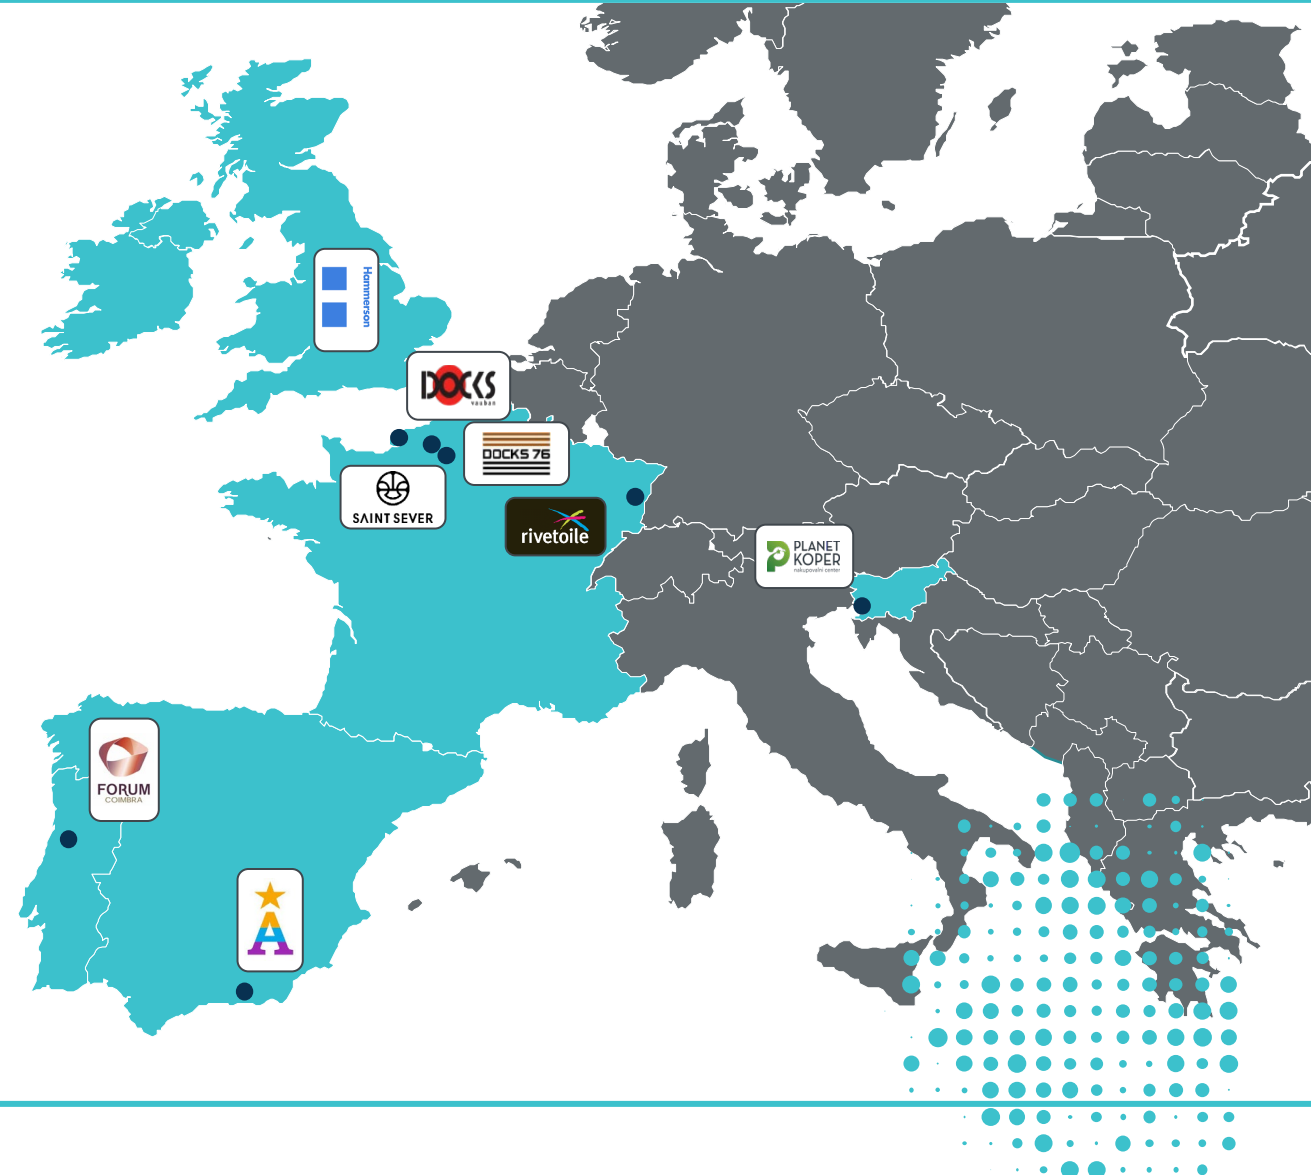 Hammerson
DOCKS
vauban
DOCKS 76
SAINT SEVER
rivetoile
PLANET
KOPER
nakupovalni center
FORUM
COIMBRA
A